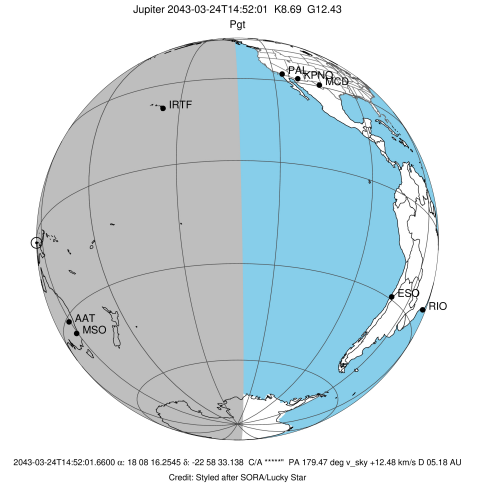 Jupiter 2043-03-24T14:52:01 K8.69 G12.43
Pgt
PAL
KPNO
MCD
IRTF
ESO
RIO
AAT
MSO
2043-03-24T14:52:01.6600 α: 18 08 16.2545 δ: -22 58 33.138 C/A *****" PA 179.47 deg v_sky +12.48 km/s D 05.18 AU
Credit: Styled after SORA/Lucky Star